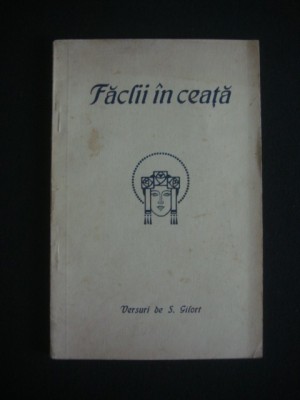 Făclii în ceață
Versuri de S. Gilort